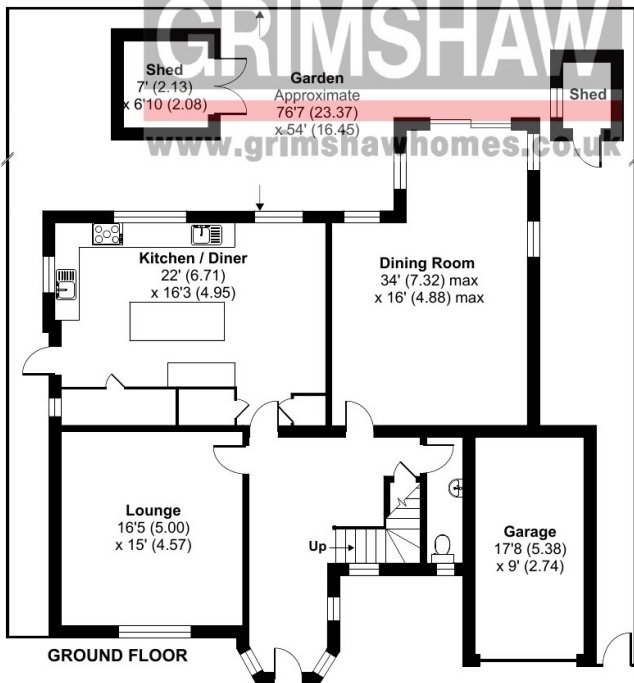 GRIMSHAW
www.grimshawhomes.co.uk
Shed
7' (2.13)
x 6'10 (2.08)
Garden
Approximate
76'7 (23.37)
x 54' (16.45)
Shed
Kitchen / Diner
22' (6.71)
x 16'3 (4.95)
Dining Room
34' (7.32) max
x 16' (4.88) max
Lounge
16'5 (5.00)
x 15' (4.57)
Up
Garage
17'8 (5.38)
x 9' (2.74)
GROUND FLOOR